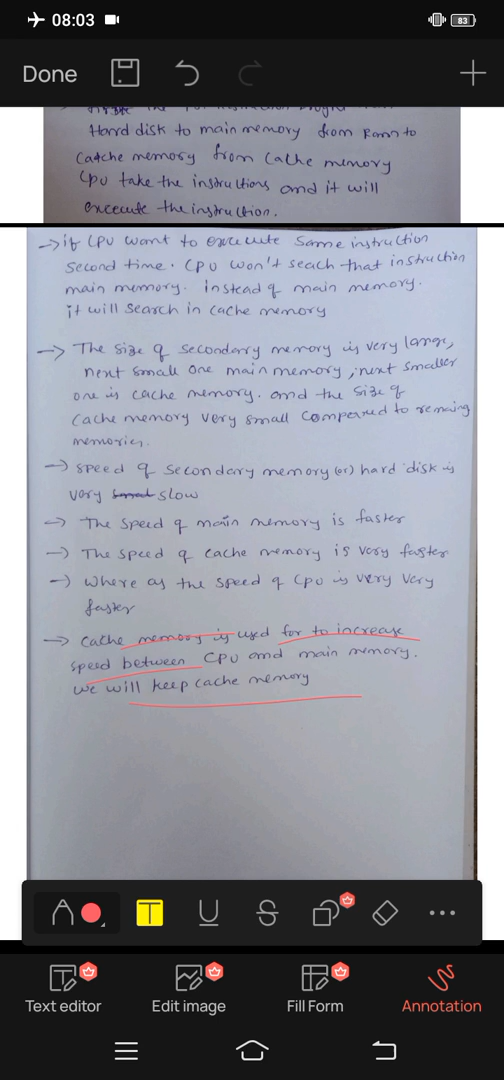 08:03
83
Done
Hard disk to main memory from Ram to
Catche memory from Cache memory
Cpu take the instructions and it will
excecute the instruction.
→ if CPU want to execute Same instruction
Second time. CPU won't seach that instruction
main memory. instead of main memory.
it will Search in cache memory
→ The size of secondary memory is very large,
next small one main memory, next smaller
one is cache memory. and the size of
cache memory very small compared to remaing
memories.
→ speed of secondary memory (or) hard disk is
very small slow
→ The speed of main memory is faster
→ The speed of cache memory is very faster
→ where as the speed of CPU is very very
faster
→ Cache memory is used for to increase
speed between CPU and main memory.
we will keep cache memory
T
U
S
Text editor
Edit image
Fill Form
Annotation